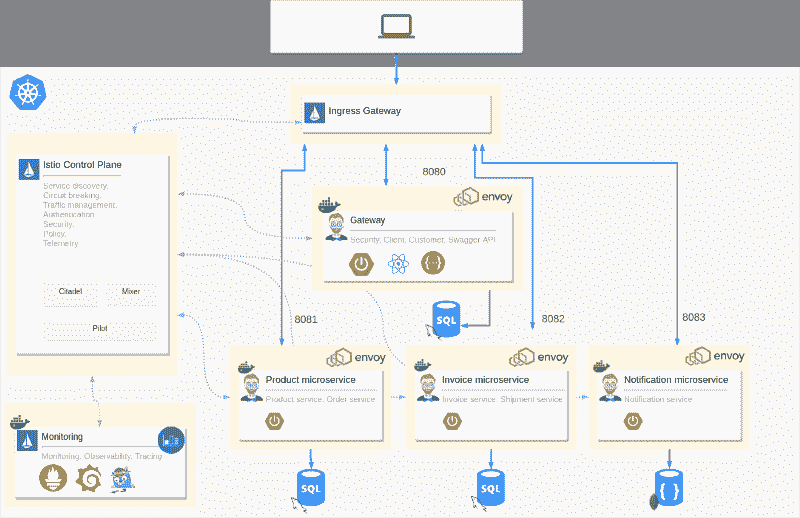 Ingress Gateway
Istio Control Plane
Service discovery,
Circuit breaking,
Traffic management,
Authentication
Security,
Policy,
Telemetry
Citadel
Mixer
Pilot
8080
envoy
Gateway
Security, Client, Customer, Swagger API
SQL
8081
8082
8083
envoy
Product microservice
Product service, Order service
envoy
Invoice microservice
Invoice service, Shipment service
envoy
Notification microservice
Notification service
Monitoring
Monitoring, Observability, Tracing
SQL
SQL
{ }